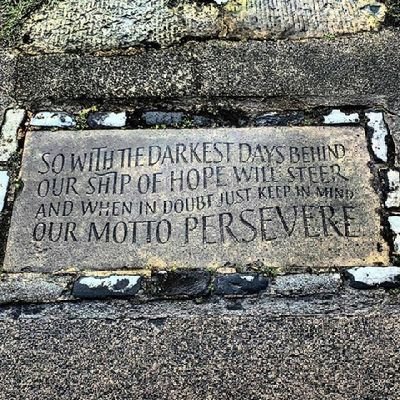 SO WITH THE DARKEST DAYS BEHIND
OUR SHIP OF HOPE WILL STEER
AND WHEN IN DOUBT JUST KEEP IN MIND
OUR MOTTO PERSEVERE